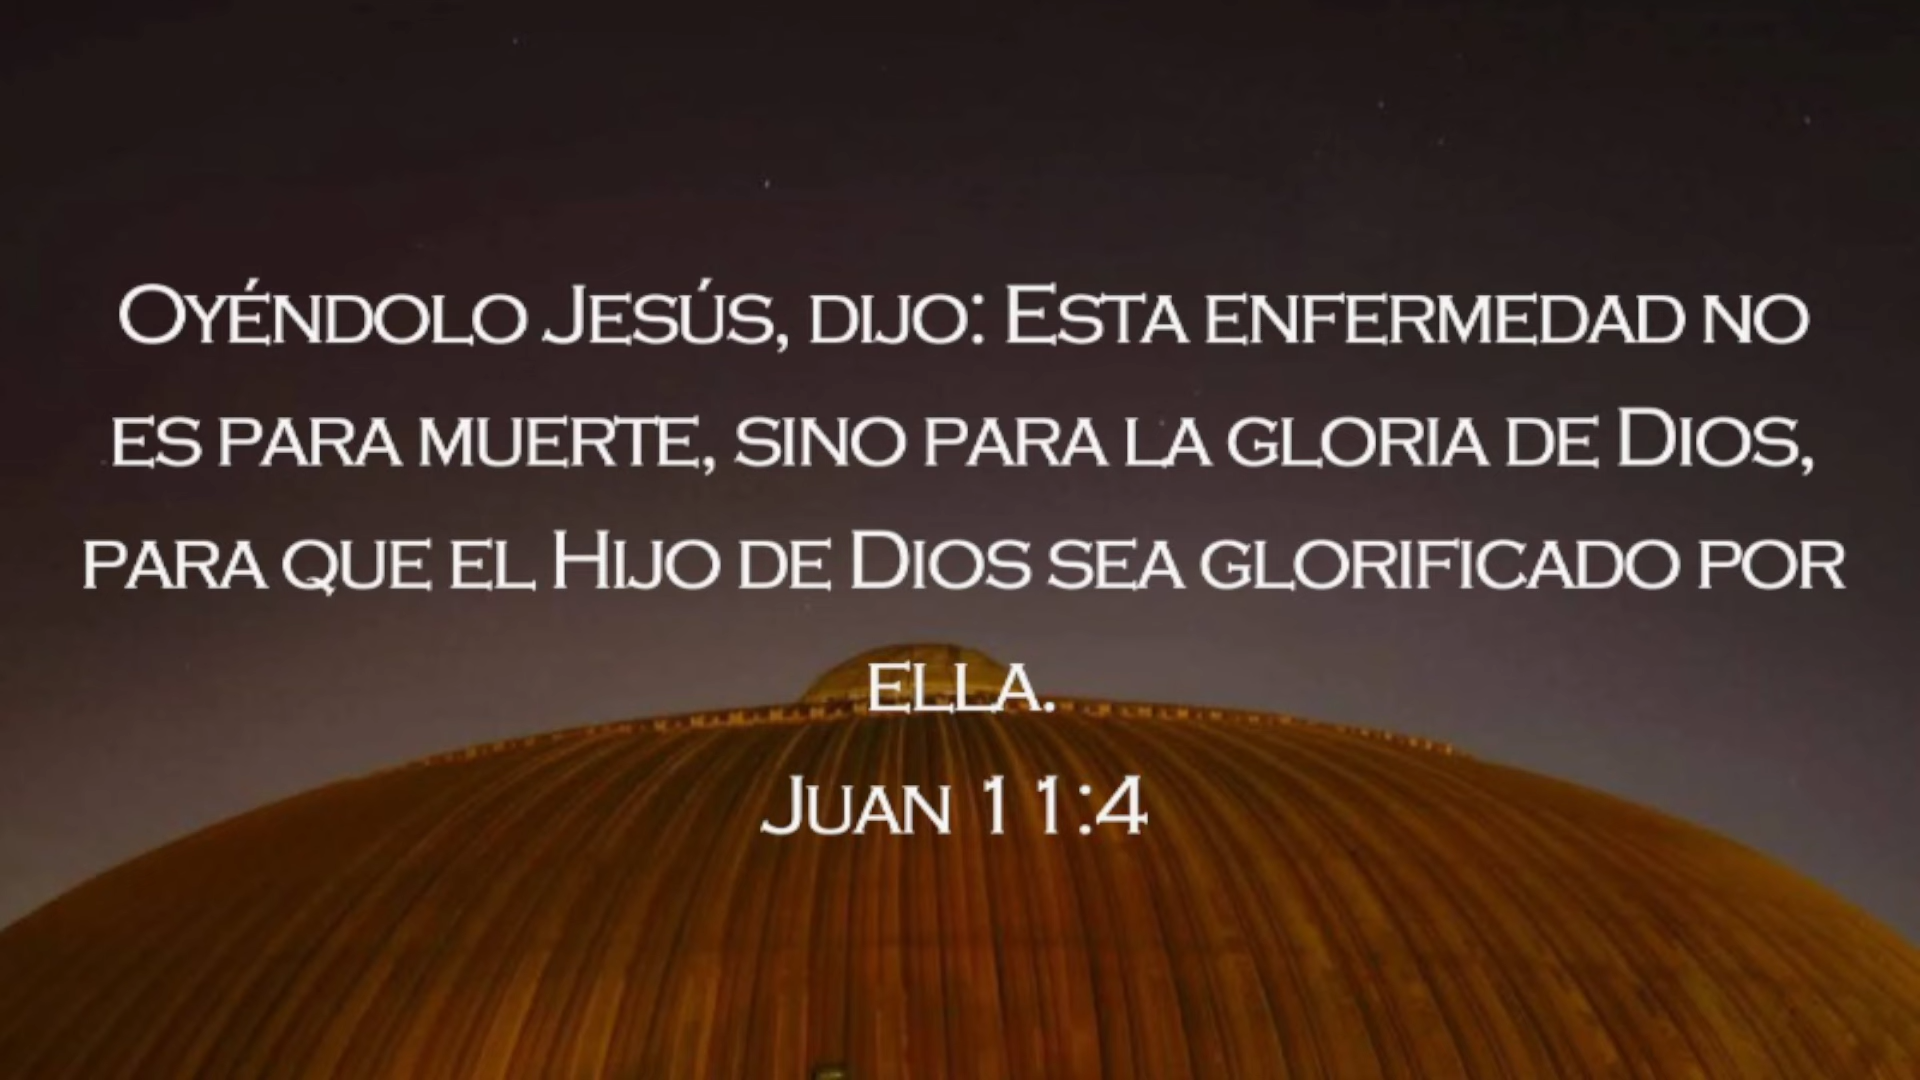 Oyéndolo Jesús, dijo: Esta enfermedad no
es para muerte, sino para la gloria de Dios,
para que el Hijo de Dios sea glorificado por
ella.
Juan 11:4